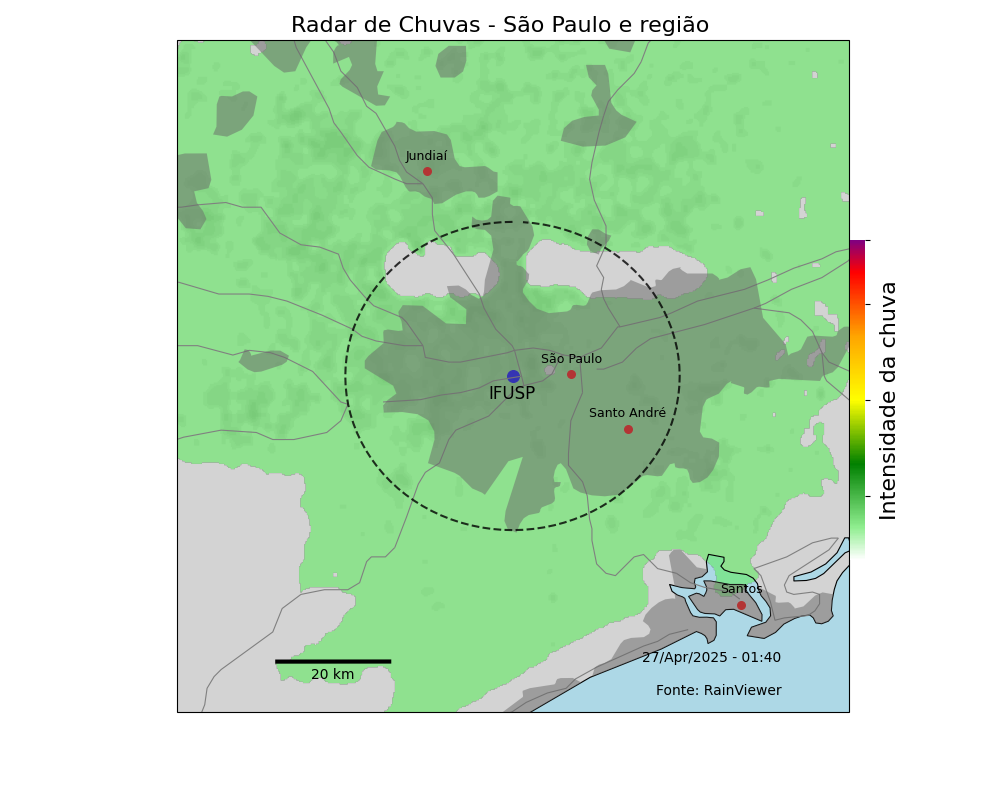 Radar de Chuvas - São Paulo e região
Jundiaí
São Paulo
IFUSP
Santo André
Santos
27/Apr/2025 - 01:40
20 km
Fonte: RainViewer
Intensidade da chuva